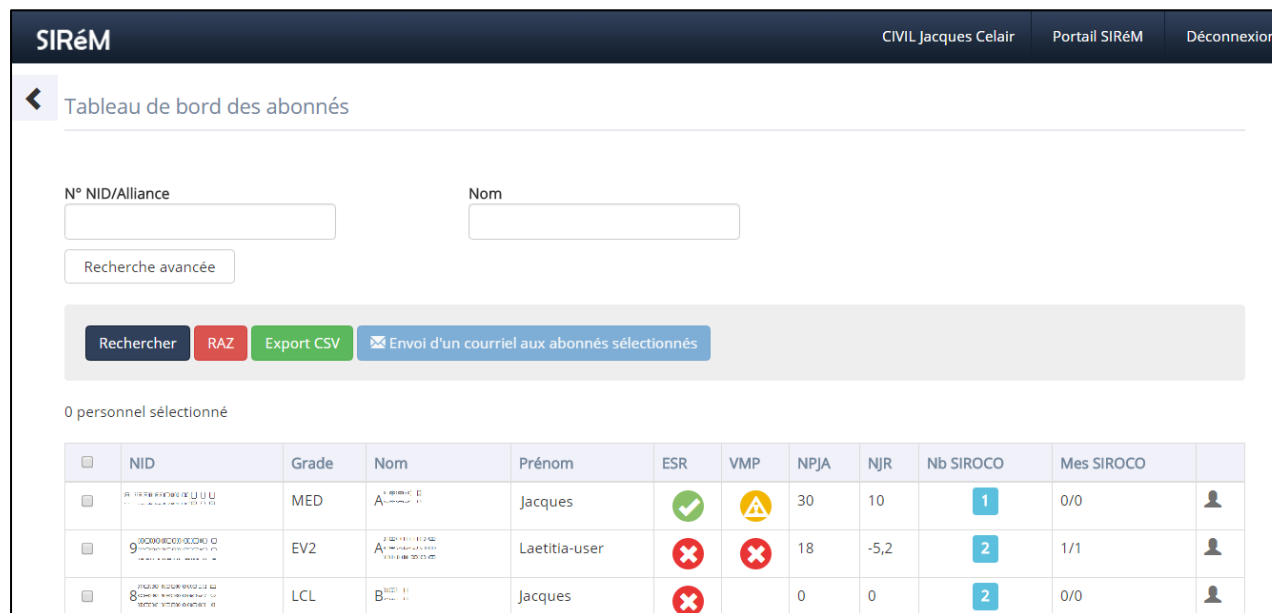 SIRéM CIVIL Jacques Celair Portail SIRéM Déconnexion
Tableau de bord des abonnés
N° NID/Alliance Nom
Recherche avancée
Rechercher RAZ Export CSV Envoi d'un courriel aux abonnés sélectionnés
0 personnel sélectionné
NID Grade Nom Prénom ESR VMP NPJA NJR Nb SIROCO Mes SIROCO
MED Jacques 30 10 1 0/0
EV2 Laetitia-user 18 -5,2 2 1/1
LCL Jacques 0 0 2 0/0